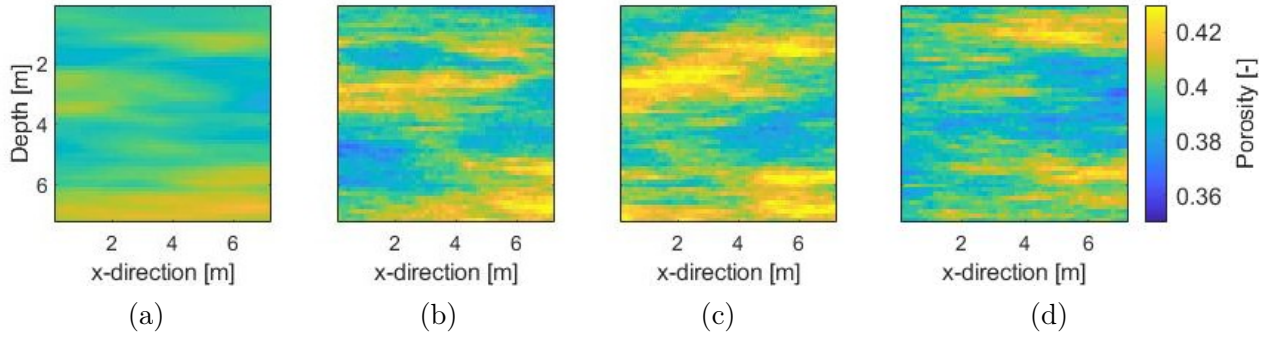 Depth [m]
2
4
6
2 4 6
x-direction [m]
(a)
2 4 6
x-direction [m]
(b)
2 4 6
x-direction [m]
(c)
2 4 6
x-direction [m]
(d)
0.42
0.4
0.38
0.36
Porosity [-]